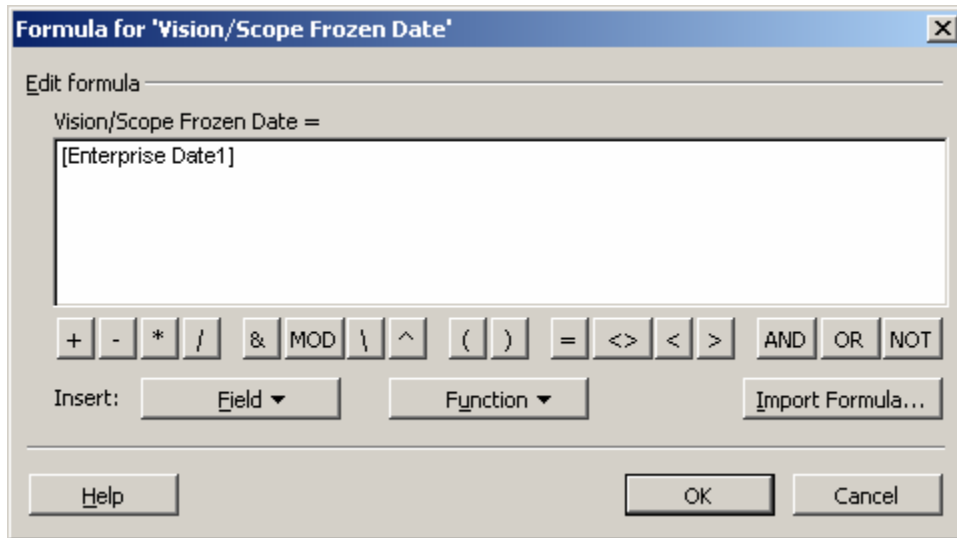 Formula for 'Vision/Scope Frozen Date'
Edit formula
Vision/Scope Frozen Date =
[Enterprise Date1]
+ - * / & MOD \ ^ ( ) = <> < > AND OR NOT
Insert: Field Function Import Formula...
Help OK Cancel